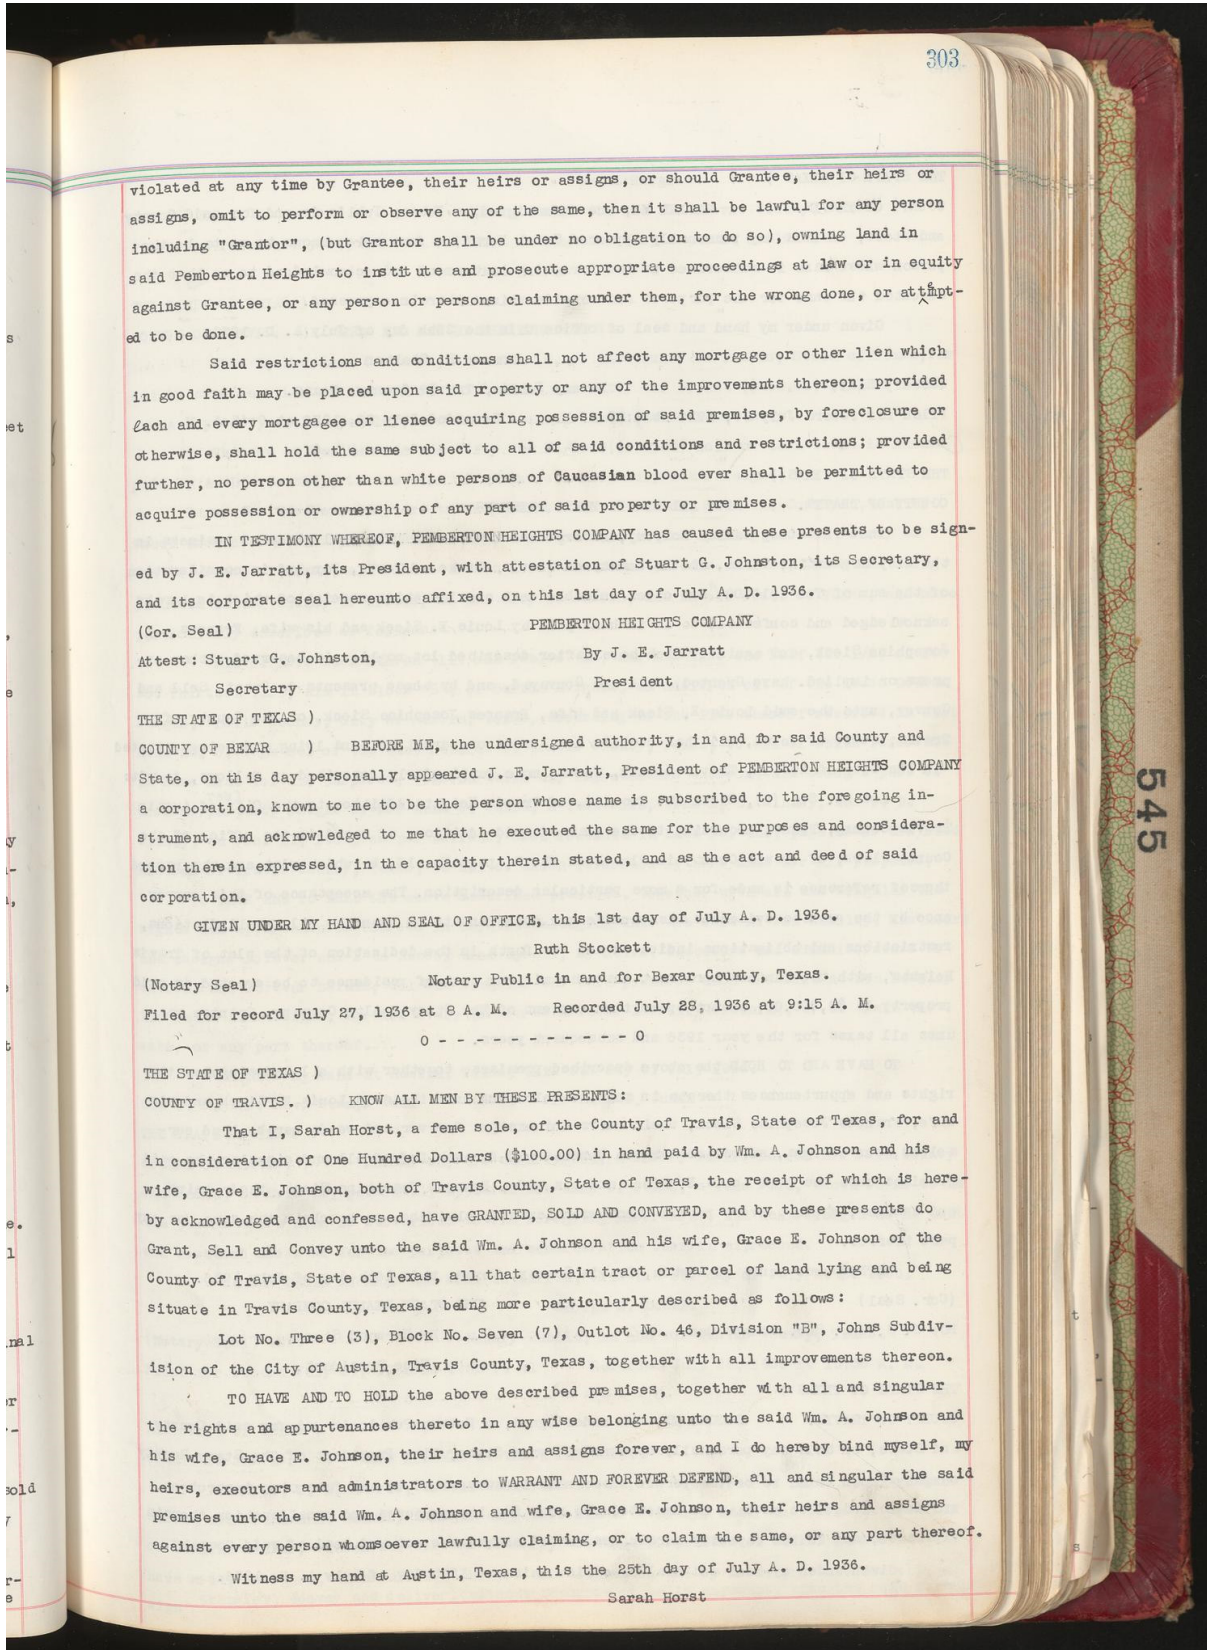 303
violated at any time by Grantee, their heirs or assigns, or should Grantee, their heirs or
assigns, omit to perform or observe any of the same, then it shall be lawful for any person
including "Grantor", (but Grantor shall be under no obligation to do so), owning land in
said Pemberton Heights to institute and prosecute appropriate proceedings at law or in equity
against Grantee, or any person or persons claiming under them, for the wrong done, or attempt-
ed to be done.
Said restrictions and conditions shall not affect any mortgage or other lien which
in good faith may be placed upon said property or any of the improvements thereon; provided
each and every mortgagee or lienee acquiring possession of said premises, by foreclosure or
otherwise, shall hold the same subject to all of said conditions and restrictions; provided
further, no person other than white persons of Caucasian blood ever shall be permitted to
acquire possession or ownership of any part of said property or premises.
IN TESTIMONY WHEREOF, PEMBERTON HEIGHTS COMPANY has caused these presents to be sign-
ed by J. E. Jarratt, its President, with attestation of Stuart G. Johnston, its Secretary,
and its corporate seal hereunto affixed, on this 1st day of July A. D. 1936.
(Cor. Seal) PEMBERTON HEIGHTS COMPANY
Attest: Stuart G. Johnston, By J. E. Jarratt
Secretary President
THE STATE OF TEXAS )
COUNTY OF BEXAR ) BEFORE ME, the undersigned authority, in and for said County and
State, on this day personally appeared J. E. Jarratt, President of PEMBERTON HEIGHTS COMPANY
a corporation, known to me to be the person whose name is subscribed to the foregoing in-
strument, and acknowledged to me that he executed the same for the purposes and considera-
tion therein expressed, in the capacity therein stated, and as the act and deed of said
corporation.
GIVEN UNDER MY HAND AND SEAL OF OFFICE, this 1st day of July A. D. 1936.
Ruth Stockett
(Notary Seal) Notary Public in and for Bexar County, Texas.
Filed for record July 27, 1936 at 8 A. M. Recorded July 28, 1936 at 9:15 A. M.
O - - - - - - - - - - - O
THE STATE OF TEXAS )
COUNTY OF TRAVIS. ) KNOW ALL MEN BY THESE PRESENTS:
That I, Sarah Horst, a feme sole, of the County of Travis, State of Texas, for and
in consideration of One Hundred Dollars ($100.00) in hand paid by Wm. A. Johnson and his
wife, Grace E. Johnson, both of Travis County, State of Texas, the receipt of which is here-
by acknowledged and confessed, have GRANTED, SOLD AND CONVEYED, and by these presents do
Grant, Sell and Convey unto the said Wm. A. Johnson and his wife, Grace E. Johnson of the
County of Travis, State of Texas, all that certain tract or parcel of land lying and being
situate in Travis County, Texas, being more particularly described as follows:
Lot No. Three (3), Block No. Seven (7), Outlot No. 46, Division "B", Johns Subdiv-
ision of the City of Austin, Travis County, Texas, together with all improvements thereon.
TO HAVE AND TO HOLD the above described premises, together with all and singular
the rights and appurtenances thereto in any wise belonging unto the said Wm. A. Johnson and
his wife, Grace E. Johnson, their heirs and assigns forever, and I do hereby bind myself, my
heirs, executors and administrators to WARRANT AND FOREVER DEFEND, all and singular the said
premises unto the said Wm. A. Johnson and wife, Grace E. Johnson, their heirs and assigns
against every person whomsoever lawfully claiming, or to claim the same, or any part thereof.
Witness my hand at Austin, Texas, this the 25th day of July A. D. 1936.
Sarah Horst
545